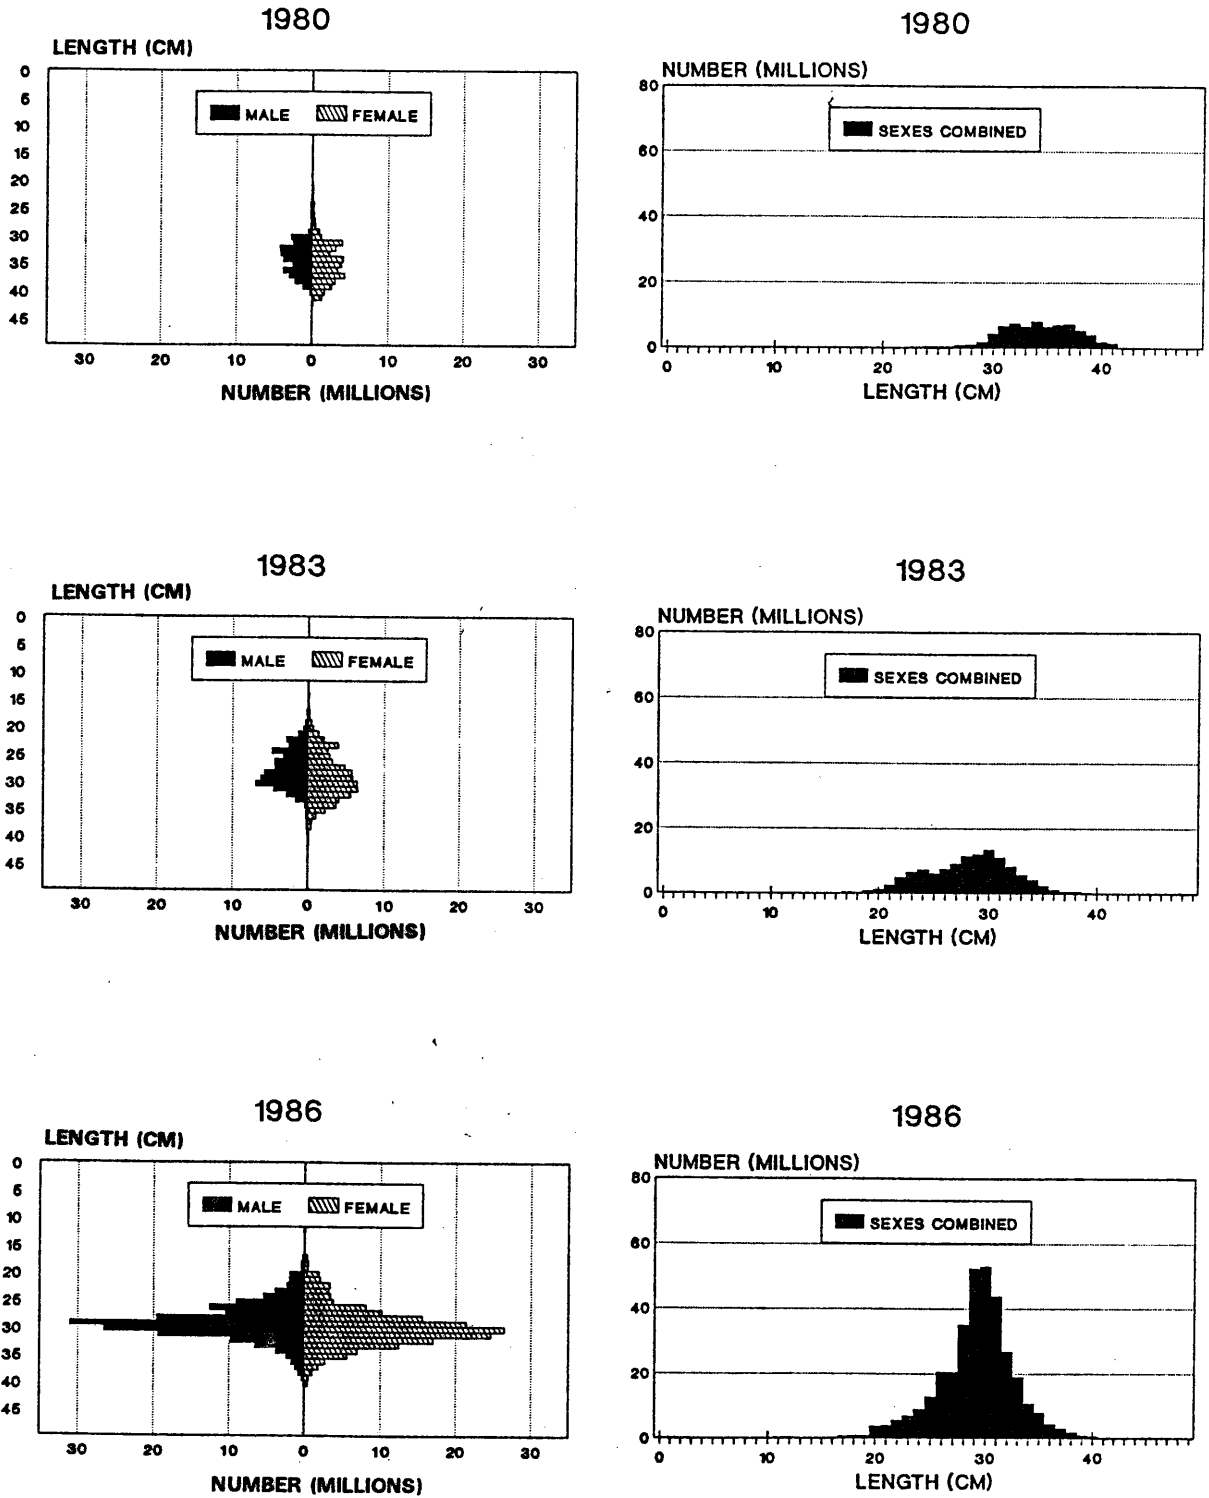 1980
LENGTH (CM)
0
5
10
15
20
25
30
35
40
45
MALE FEMALE
30 20 10 0 10 20 30
NUMBER (MILLIONS)
1980
NUMBER (MILLIONS)
80
60
40
20
0
SEXES COMBINED
0 10 20 30 40
LENGTH (CM)
1983
LENGTH (CM)
0
5
10
15
20
25
30
35
40
45
MALE FEMALE
30 20 10 0 10 20 30
NUMBER (MILLIONS)
1983
NUMBER (MILLIONS)
80
60
40
20
0
SEXES COMBINED
0 10 20 30 40
LENGTH (CM)
1986
LENGTH (CM)
0
5
10
15
20
25
30
35
40
45
MALE FEMALE
30 20 10 0 10 20 30
NUMBER (MILLIONS)
1986
NUMBER (MILLIONS)
80
60
40
20
0
SEXES COMBINED
0 10 20 30 40
LENGTH (CM)